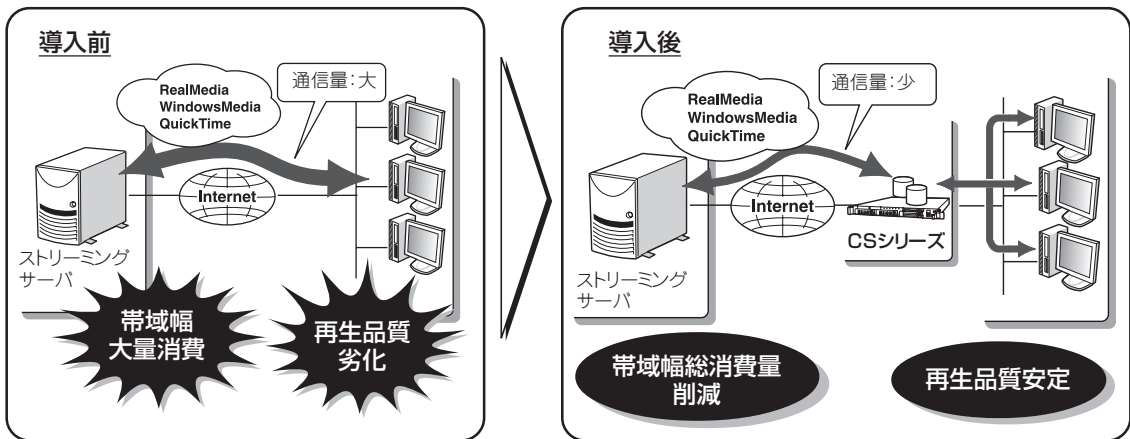 導入前
通信量：大
RealMedia
WindowsMedia
QuickTime
Internet
ストリーミング
サーバ
帯域幅
大量消費
再生品質
劣化
導入後
通信量：少
RealMedia
WindowsMedia
QuickTime
Internet
CSシリーズ
ストリーミング
サーバ
帯域幅総消費量
削減
再生品質安定